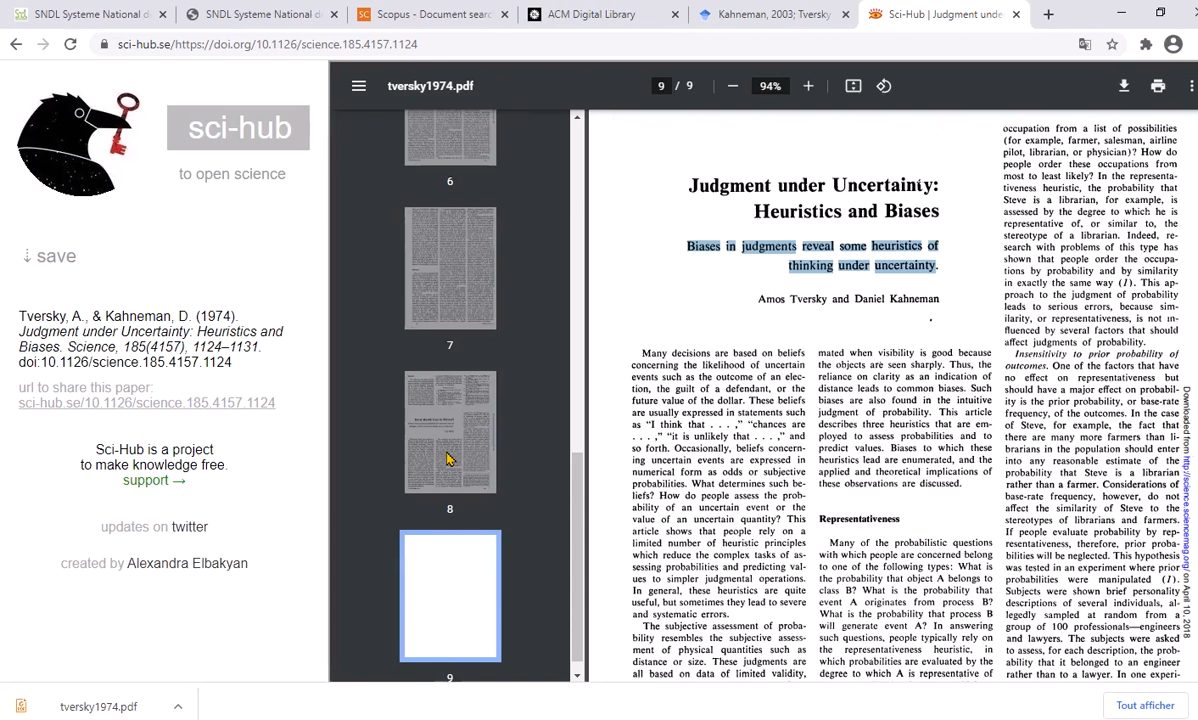 SNDL Systeme National d
SNDL Systeme National d
Scopus - Document searc
ACM Digital Library
Kahneman, 2003; Tversky
Sci-Hub | Judgment unde
sci-hub.se/https://doi.org/10.1126/science.185.4157.1124
sci-hub
to open science
↓ save
Tversky, A., & Kahneman, D. (1974).
Judgment under Uncertainty: Heuristics and
Biases. Science, 185(4157), 1124–1131.
doi:10.1126/science.185.4157.1124
url to share this paper:
sci-hub.se/10.1126/science.185.4157.1124
Sci-Hub is a project
to make knowledge free.
support →
updates on twitter
created by Alexandra Elbakyan
tversky1974.pdf
9 / 9
94%
6
7
8
9
Judgment under Uncertainty:
Heuristics and Biases
Biases in judgments reveal some heuristics of
thinking under uncertainty.
Amos Tversky and Daniel Kahneman
Many decisions are based on beliefs
concerning the likelihood of uncertain
events such as the outcome of an elec-
tion, the guilt of a defendant, or the
future value of the dollar. These beliefs
are usually expressed in statements such
as “I think that . . . ,” “chances are
. . . ,” “it is unlikely that . . . ,” and
so forth. Occasionally, beliefs concern-
ing uncertain events are expressed in
numerical form as odds or subjective
probabilities. What determines such be-
liefs? How do people assess the prob-
ability of an uncertain event or the
value of an uncertain quantity? This
article shows that people rely on a
limited number of heuristic principles
which reduce the complex tasks of as-
sessing probabilities and predicting val-
ues to simpler judgmental operations.
In general, these heuristics are quite
useful, but sometimes they lead to severe
and systematic errors.
The subjective assessment of proba-
bility resembles the subjective assess-
ment of physical quantities such as
distance or size. These judgments are
all based on data of limited validity,
mated when visibility is good because
the objects are seen sharply. Thus, the
reliance on clarity as an indication of
distance leads to common biases. Such
biases are also found in the intuitive
judgment of probability. This article
describes three heuristics that are em-
ployed to assess probabilities and to
predict values. Biases to which these
heuristics lead are enumerated, and the
applied and theoretical implications of
these observations are discussed.
Representativeness
Many of the probabilistic questions
with which people are concerned belong
to one of the following types: What is
the probability that object A belongs to
class B? What is the probability that
event A originates from process B?
What is the probability that process B
will generate event A? In answering
such questions, people typically rely on
the representativeness heuristic, in
which probabilities are evaluated by the
degree to which A is representative of
occupation from a list of possibilities
(for example, farmer, salesman, airline
pilot, librarian, or physician)? How do
people order these occupations from
most to least likely? In the representa-
tiveness heuristic, the probability that
Steve is a librarian, for example, is
assessed by the degree to which he is
representative of, or similar to, the
stereotype of a librarian. Indeed, re-
search with problems of this type has
shown that people order the occupa-
tions by probability and by similarity
in exactly the same way (1). This ap-
proach to the judgment of probability
leads to serious errors, because sim-
ilarity, or representativeness, is not in-
fluenced by several factors that should
affect judgments of probability.
Insensitivity to prior probability of
outcomes. One of the factors that have
no effect on representativeness but
should have a major effect on probabil-
ity is the prior probability, or base-rate
frequency, of the outcomes. In the case
of Steve, for example, the fact that
there are many more farmers than li-
brarians in the population should enter
into any reasonable estimate of the
probability that Steve is a librarian
rather than a farmer. Considerations of
base-rate frequency, however, do not
affect the similarity of Steve to the
stereotypes of librarians and farmers.
If people evaluate probability by rep-
resentativeness, therefore, prior proba-
bilities will be neglected. This hypothesis
was tested in an experiment where prior
probabilities were manipulated (1).
Subjects were shown brief personality
descriptions of several individuals, al-
legedly sampled at random from a
group of 100 professionals—engineers
and lawyers. The subjects were asked
to assess, for each description, the prob-
ability that it belonged to an engineer
rather than to a lawyer. In one experi-
Downloaded from http://science.sciencemag.org/ on April 10, 2018
tversky1974.pdf
Tout afficher